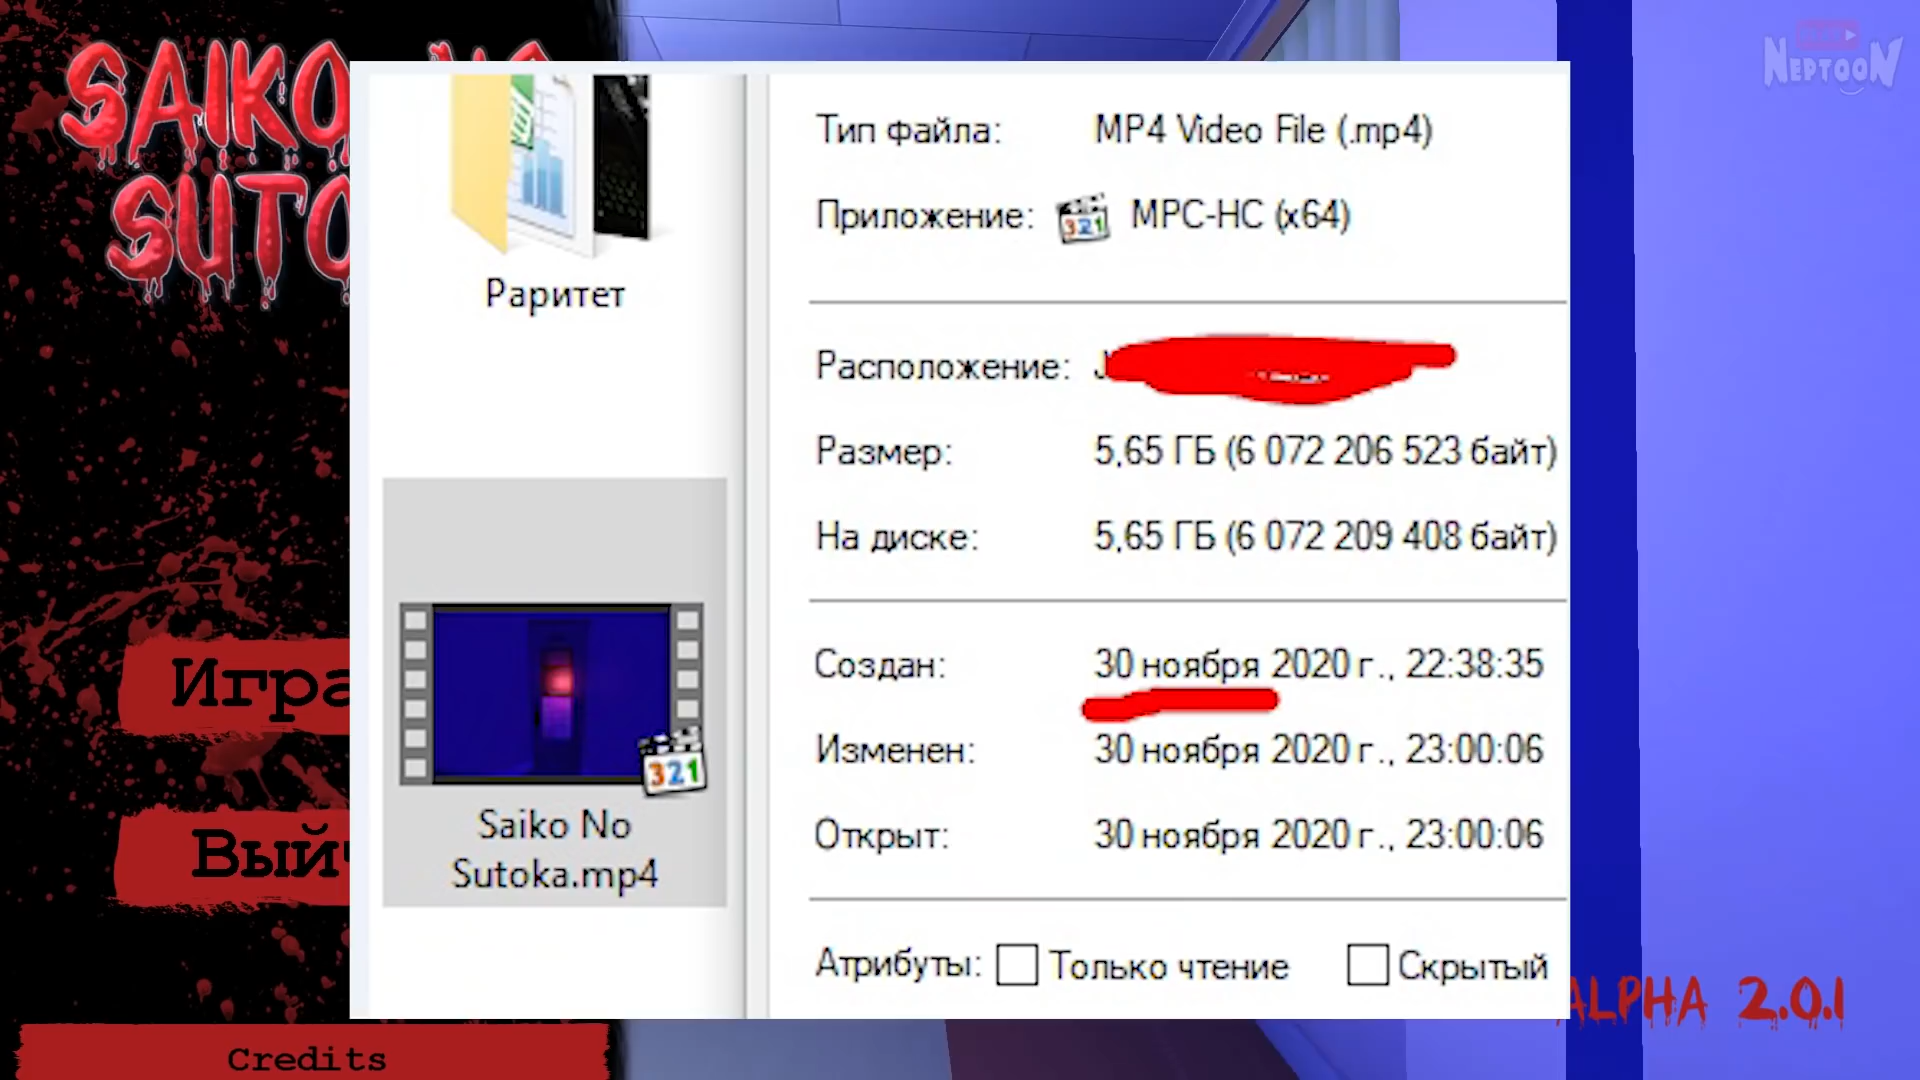 SAIKO NO
SUTO
NEPTOON
Тип файла: MP4 Video File (.mp4)
Приложение: 321 MPC-HC (x64)
Раритет
Расположение:
Размер: 5,65 ГБ (6 072 206 523 байт)
На диске: 5,65 ГБ (6 072 209 408 байт)
Создан: 30 ноября 2020 г., 22:38:35
Изменен: 30 ноября 2020 г., 23:00:06
Открыт: 30 ноября 2020 г., 23:00:06
321
Saiko No
Sutoka.mp4
Атрибуты: Только чтение Скрытый
Игра
Вый
Credits
ALPHA 2.0.1